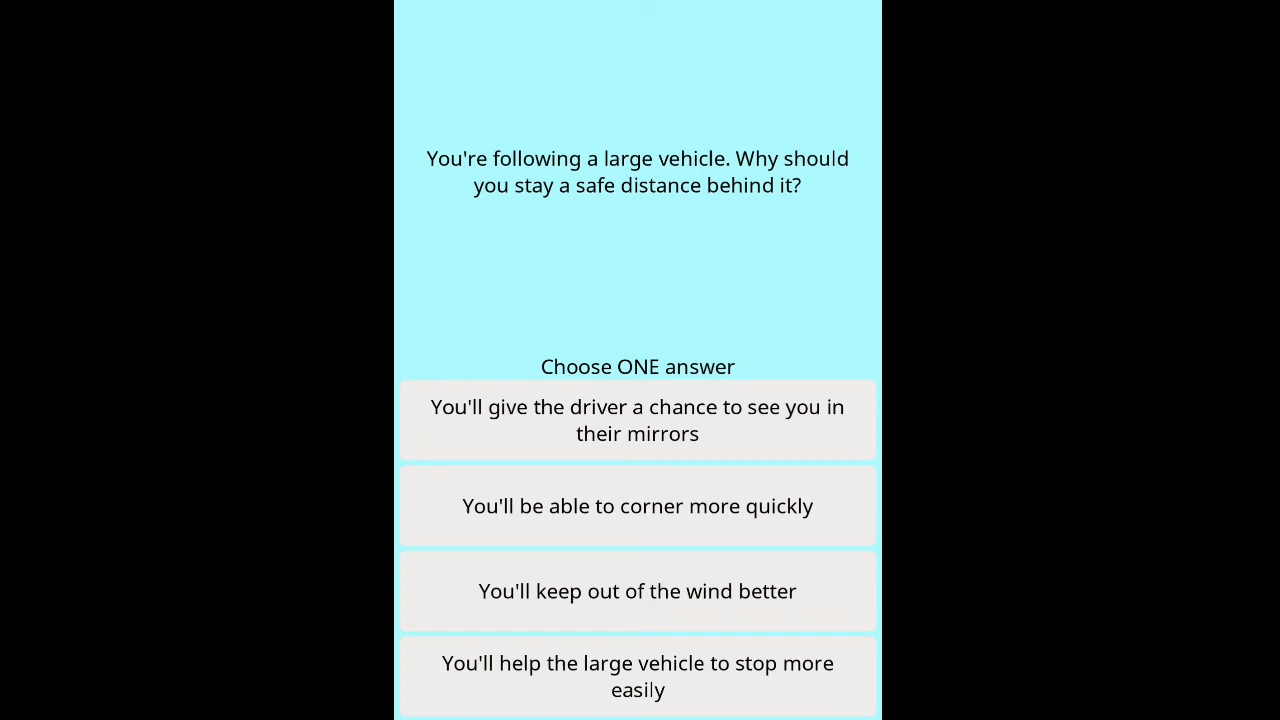 You're following a large vehicle. Why should
you stay a safe distance behind it?
Choose ONE answer
You'll give the driver a chance to see you in
their mirrors
You'll be able to corner more quickly
You'll keep out of the wind better
You'll help the large vehicle to stop more
easily